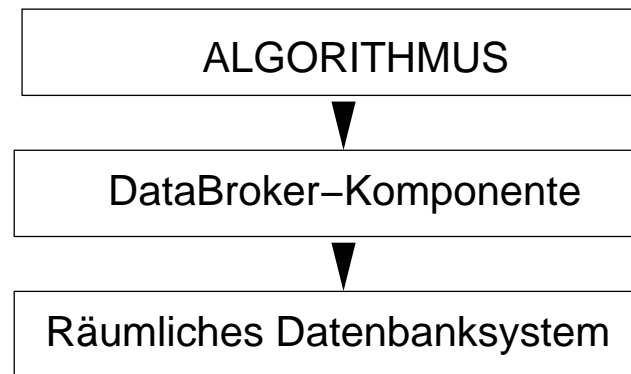 ALGORITHMUS
DataBroker−Komponente
Räumliches Datenbanksystem